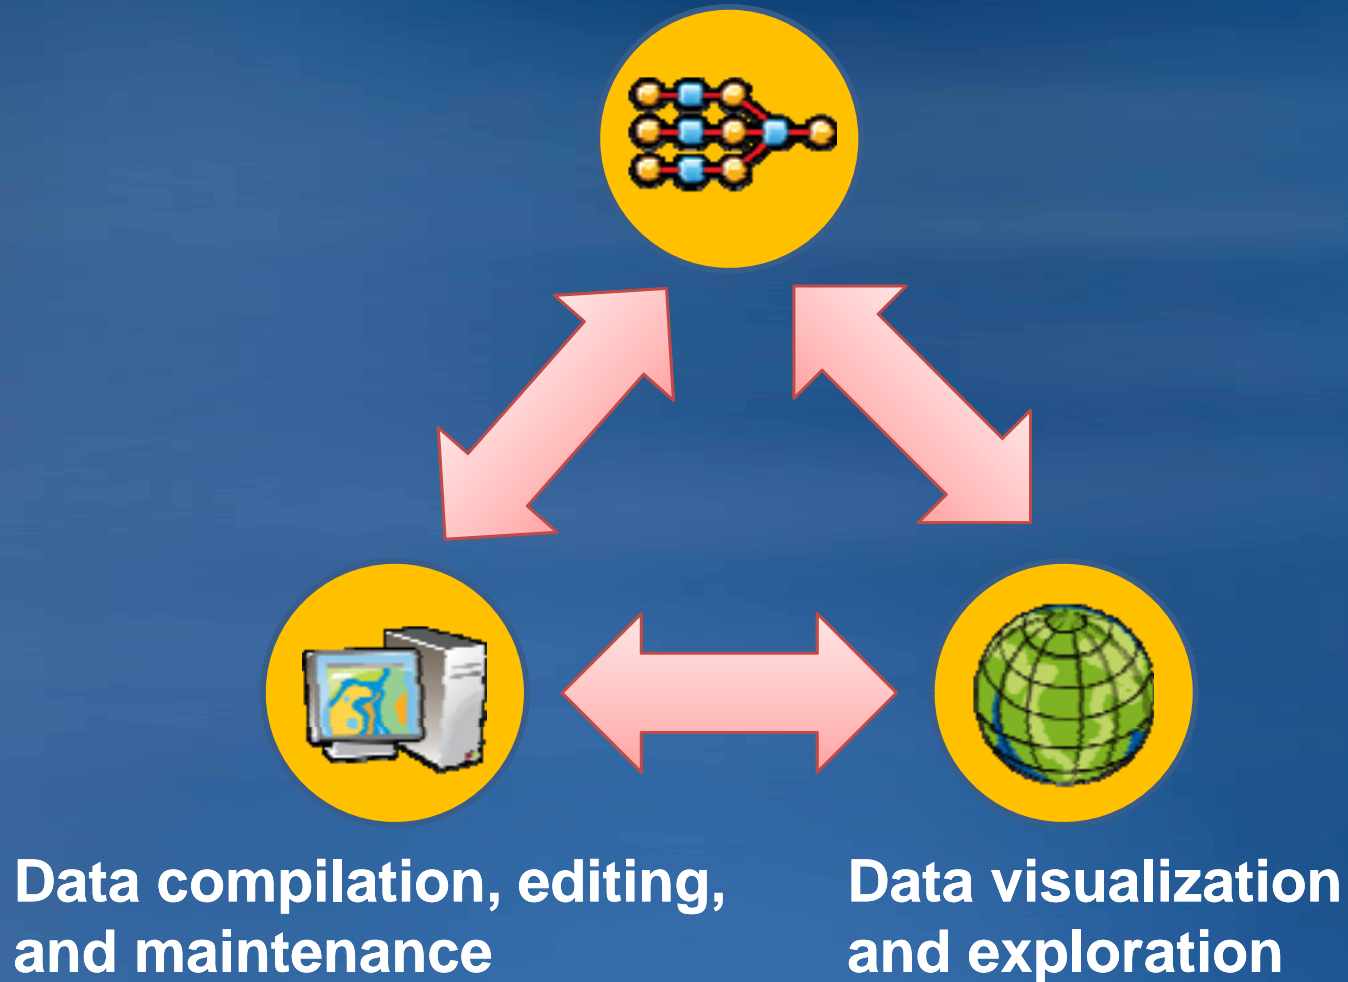 Data compilation, editing,
and maintenance
Data visualization
and exploration